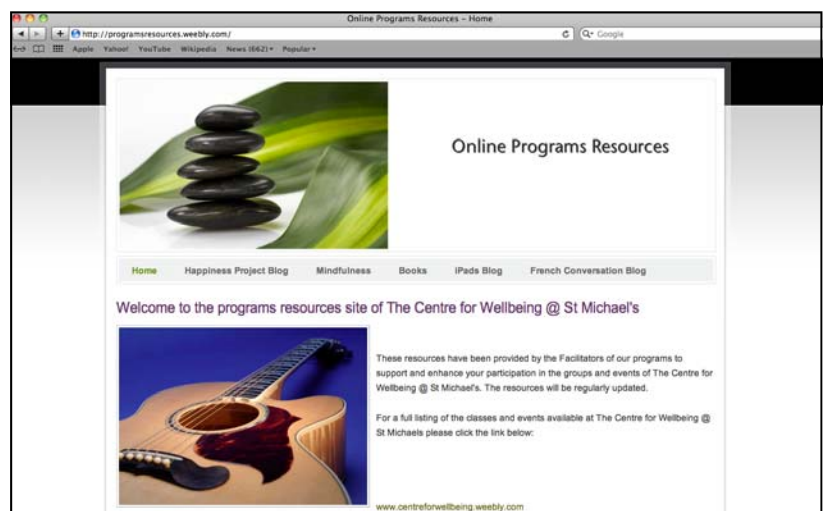 Online Programs Resources – Home
http://programsresources.weebly.com/
Google
Apple Yahoo! YouTube Wikipedia News (662) Popular
Online Programs Resources
Home Happiness Project Blog Mindfulness Books iPads Blog French Conversation Blog
Welcome to the programs resources site of The Centre for Wellbeing @ St Michael's
These resources have been provided by the Facilitators of our programs to
support and enhance your participation in the groups and events of The Centre for
Wellbeing @ St Michael's. The resources will be regularly updated.
For a full listing of the classes and events available at The Centre for Wellbeing @
St Michaels please click the link below:
www.centreforwellbeing.weebly.com